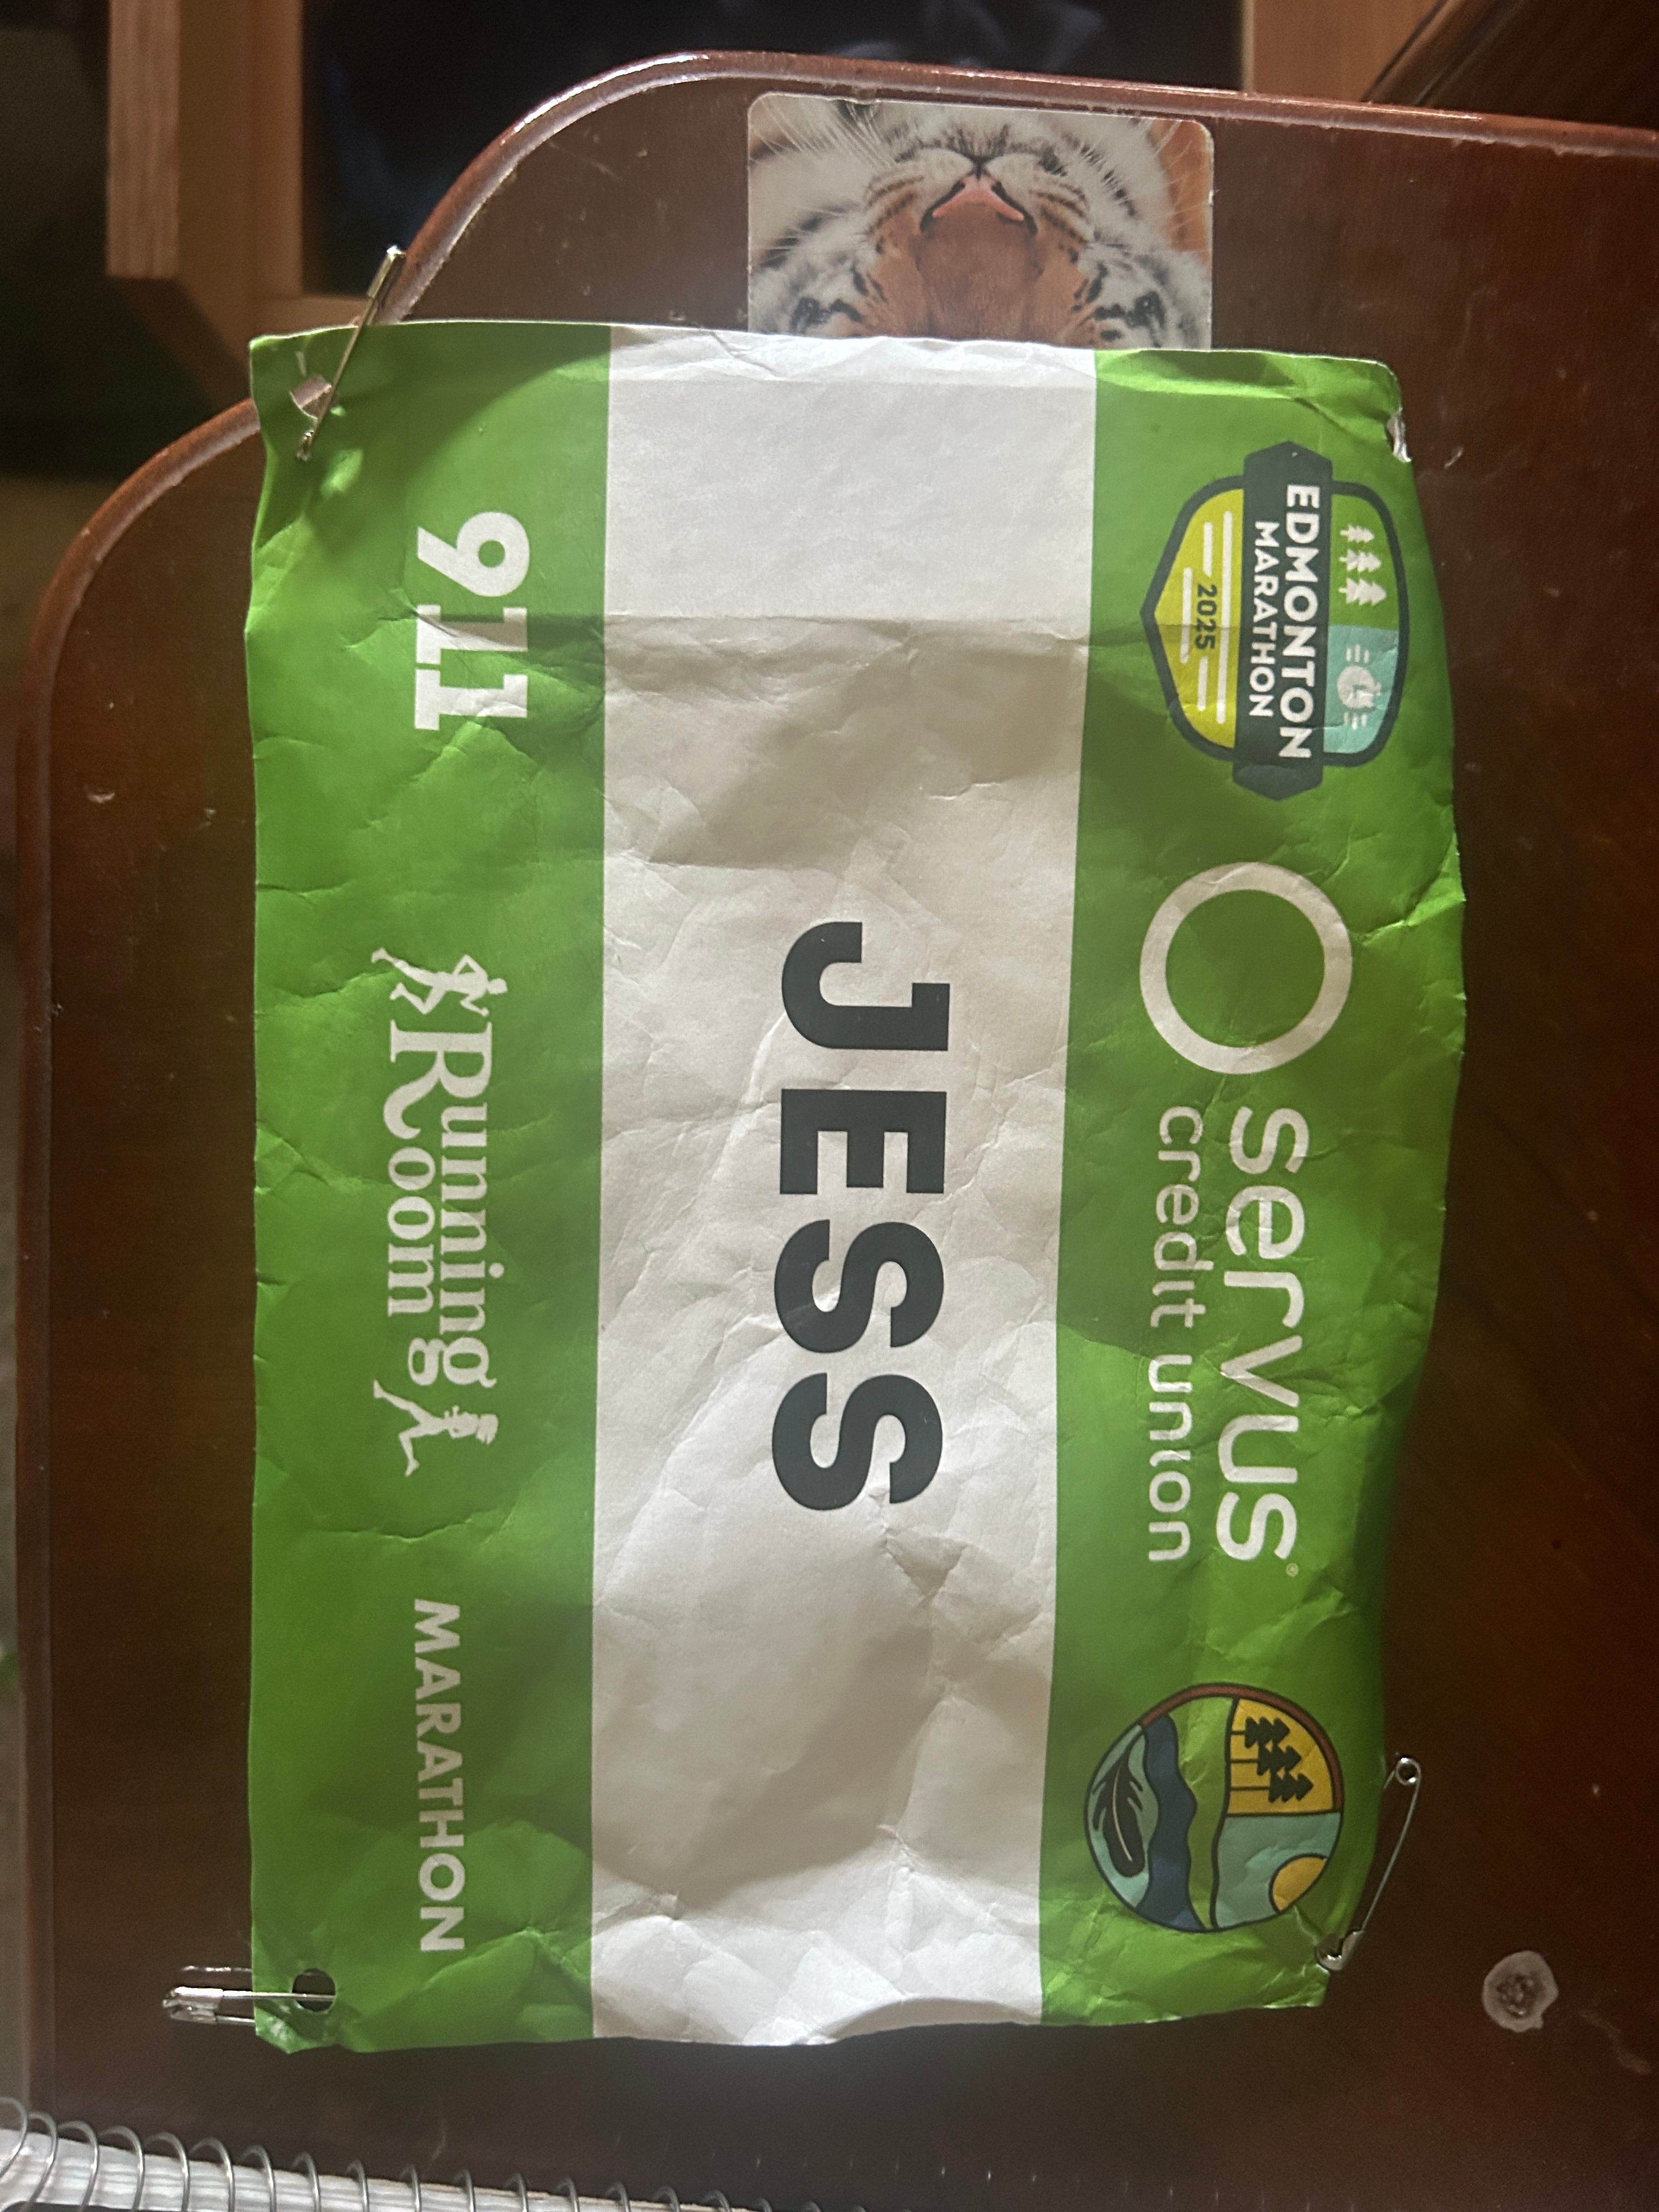 EDMONTON
MARATHON
2025
servus®
credit union
JESS
911
Running
Room
MARATHON